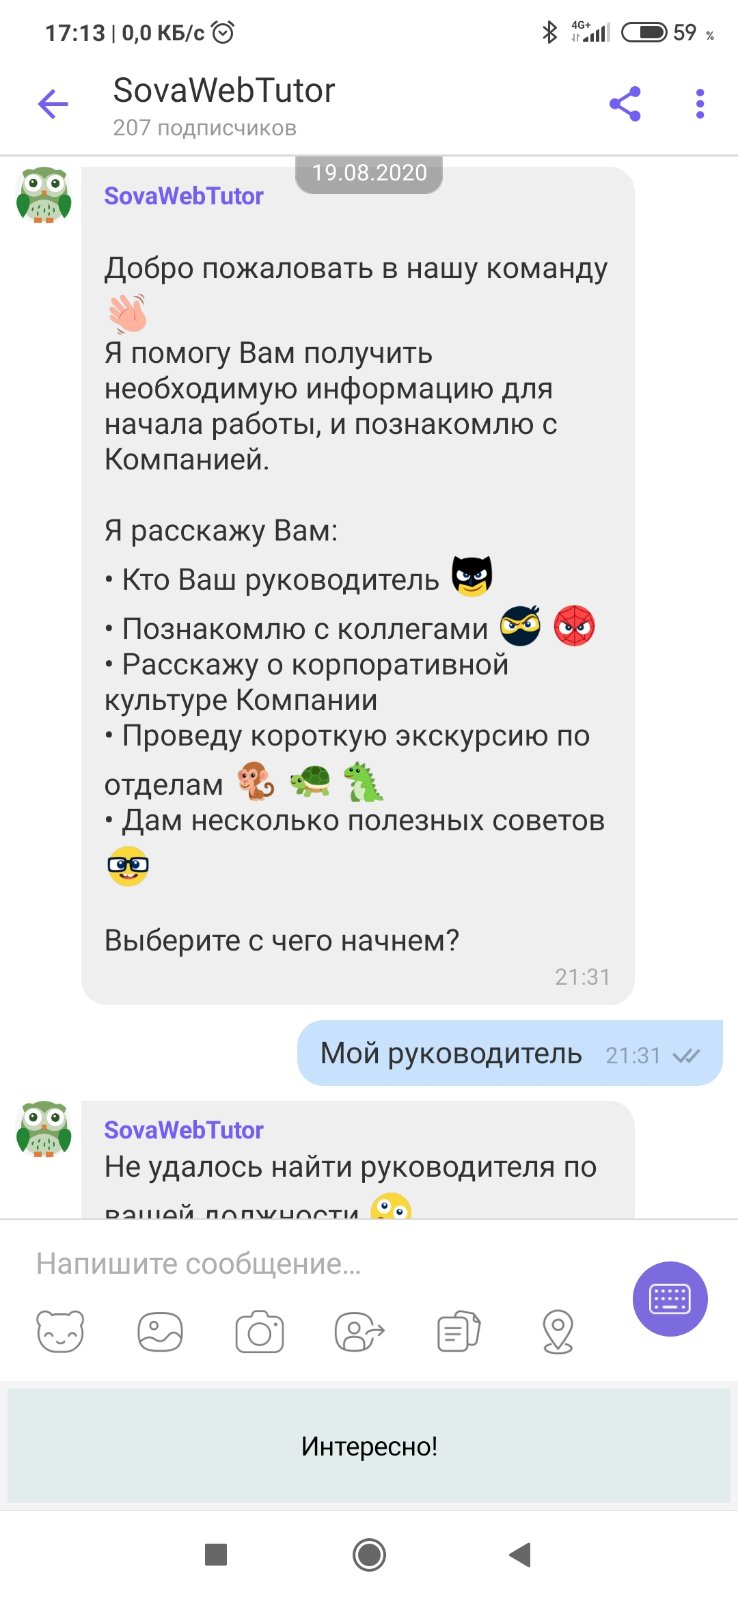 17:13 | 0,0 КБ/с
4G+
59 %
SovaWebTutor
207 подписчиков
19.08.2020
SovaWebTutor
Добро пожаловать в нашу команду
Я помогу Вам получить
необходимую информацию для
начала работы, и познакомлю с
Компанией.
Я расскажу Вам:
• Кто Ваш руководитель
• Познакомлю с коллегами
• Расскажу о корпоративной
культуре Компании
• Проведу короткую экскурсию по
отделам
• Дам несколько полезных советов
Выберите с чего начнем?
21:31
Мой руководитель 21:31
SovaWebTutor
Не удалось найти руководителя по
вашей должности
Напишите сообщение...
Интересно!